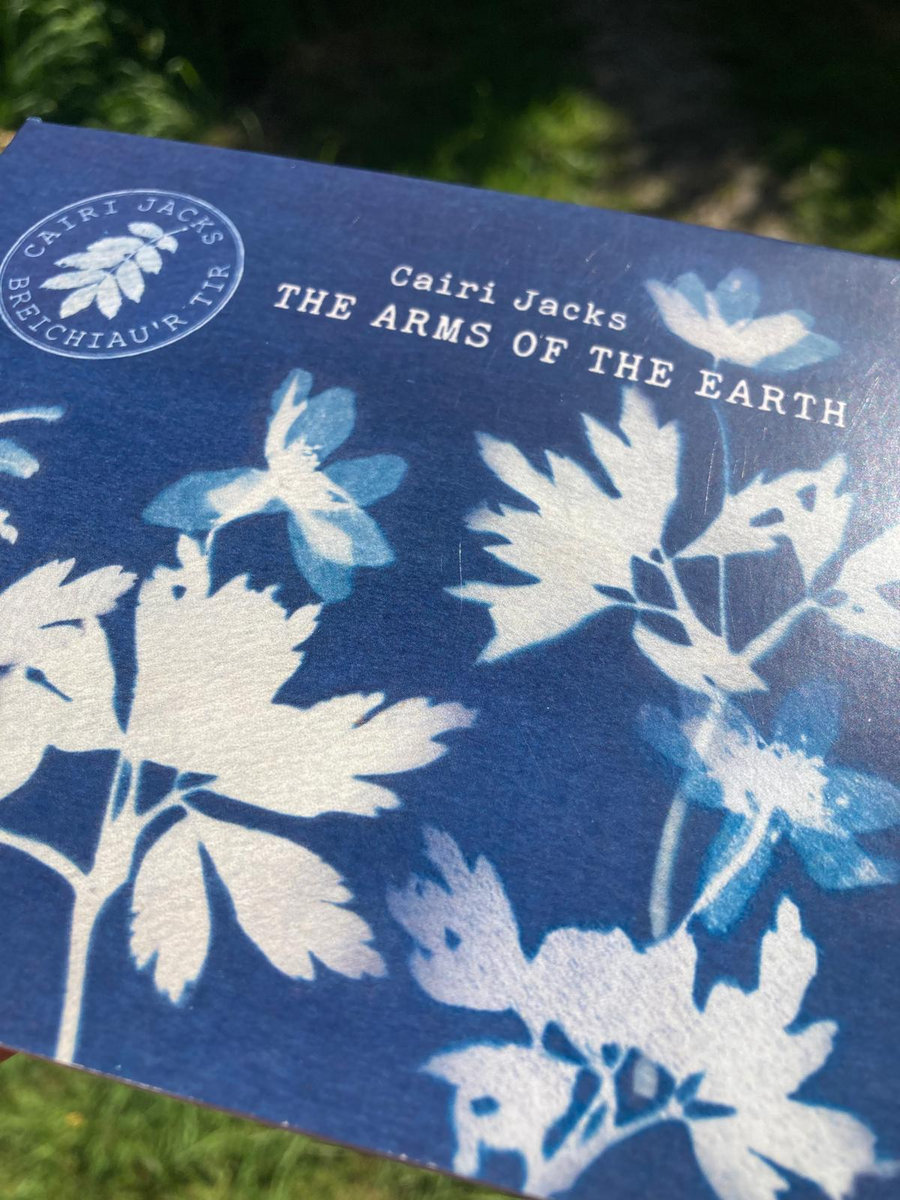 CAIRI JACKS
BREICHIAU'R TIR
Cairi Jacks
THE ARMS OF THE EARTH